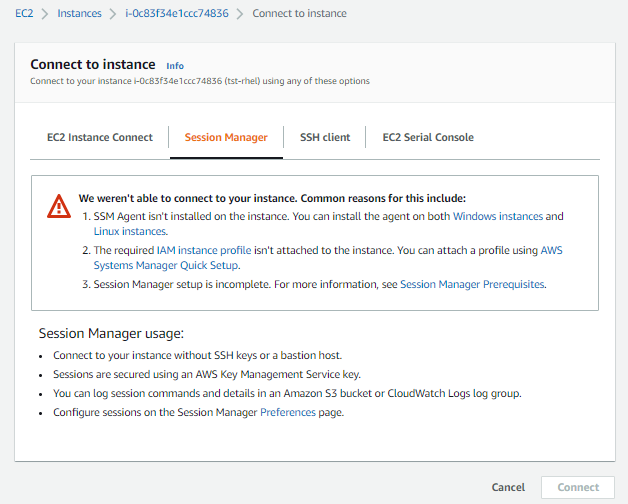 EC2 > Instances > i-0c83f34e1ccc74836 > Connect to instance
Connect to instance Info
Connect to your instance i-0c83f34e1ccc74836 (tst-rhel) using any of these options
EC2 Instance Connect
Session Manager
SSH client
EC2 Serial Console
We weren't able to connect to your instance. Common reasons for this include:
1. SSM Agent isn't installed on the instance. You can install the agent on both Windows instances and
Linux instances.
2. The required IAM instance profile isn't attached to the instance. You can attach a profile using AWS
Systems Manager Quick Setup.
3. Session Manager setup is incomplete. For more information, see Session Manager Prerequisites.
Session Manager usage:
• Connect to your instance without SSH keys or a bastion host.
• Sessions are secured using an AWS Key Management Service key.
• You can log session commands and details in an Amazon S3 bucket or CloudWatch Logs log group.
• Configure sessions on the Session Manager Preferences page.
Cancel
Connect